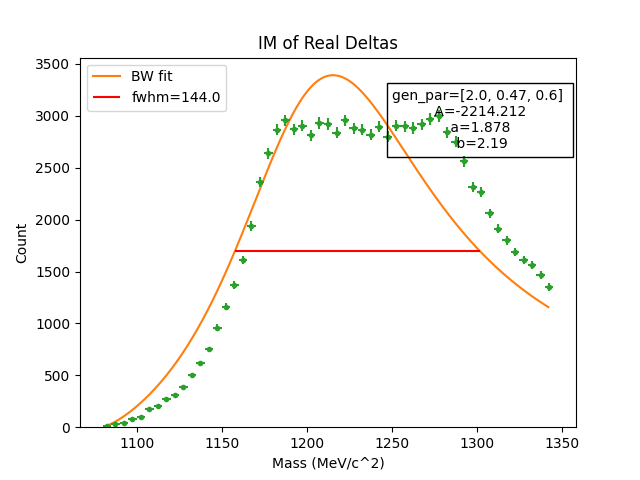 IM of Real Deltas
BW fit
fwhm=144.0
gen_par=[2.0, 0.47, 0.6]
A=-2214.212
a=1.878
b=2.19
3500
3000
2500
2000
1500
1000
500
0
Count
1100 1150 1200 1250 1300 1350
Mass (MeV/c^2)